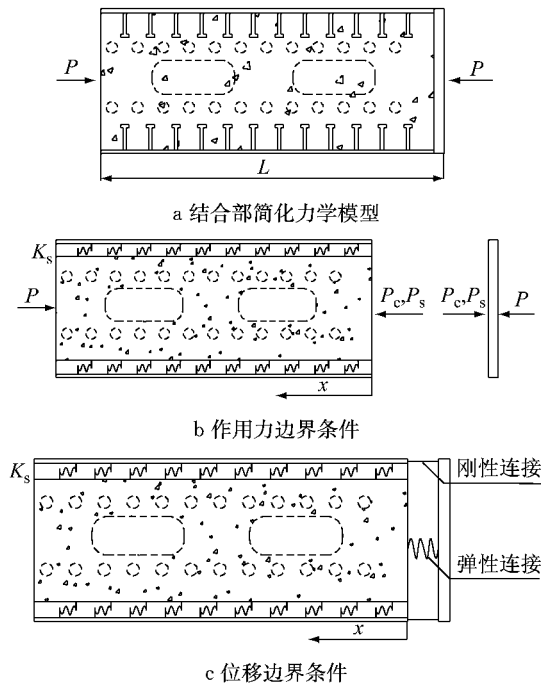 P P
L
a 结合部简化力学模型
K_s
P P_c,P_s P_c,P_s P
x
b 作用力边界条件
K_s 刚性连接
弹性连接
x
c 位移边界条件